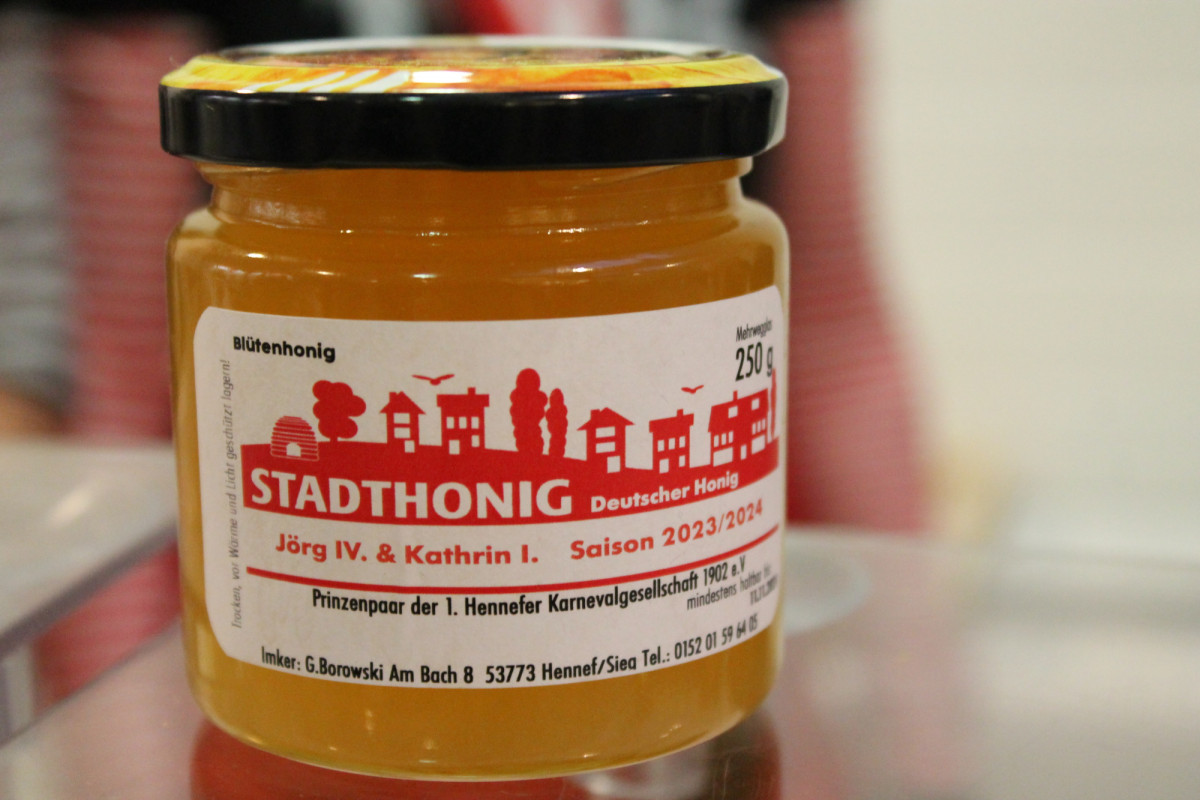 Blütenhonig
Mehrwegglas
250 g
Trocken, vor Wärme und Licht geschützt lagern!
STADTHONIG Deutscher Honig
Jörg IV. & Kathrin I. Saison 2023/2024
Prinzenpaar der 1. Hennefer Karnevalgesellschaft 1902 e.V
mindestens haltbar bis
Imker: G.Borowski Am Bach 8 53773 Hennef/Sieg Tel.: 0152 01 59 64 05